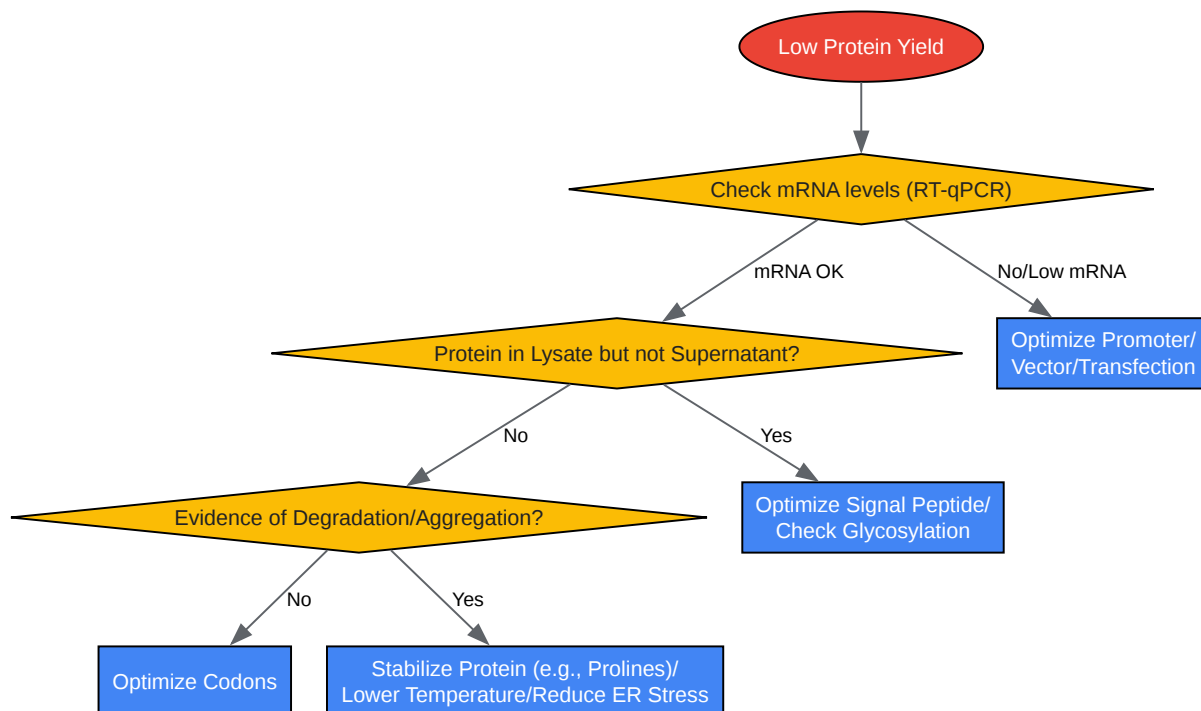 Low Protein Yield
Check mRNA levels (RT-qPCR)
mRNA OK
No/Low mRNA
Protein in Lysate but not Supernatant?
Optimize Promoter/
Vector/Transfection
No
Yes
Evidence of Degradation/Aggregation?
Optimize Signal Peptide/
Check Glycosylation
No
Yes
Optimize Codons
Stabilize Protein (e.g., Prolines)/
Lower Temperature/Reduce ER Stress